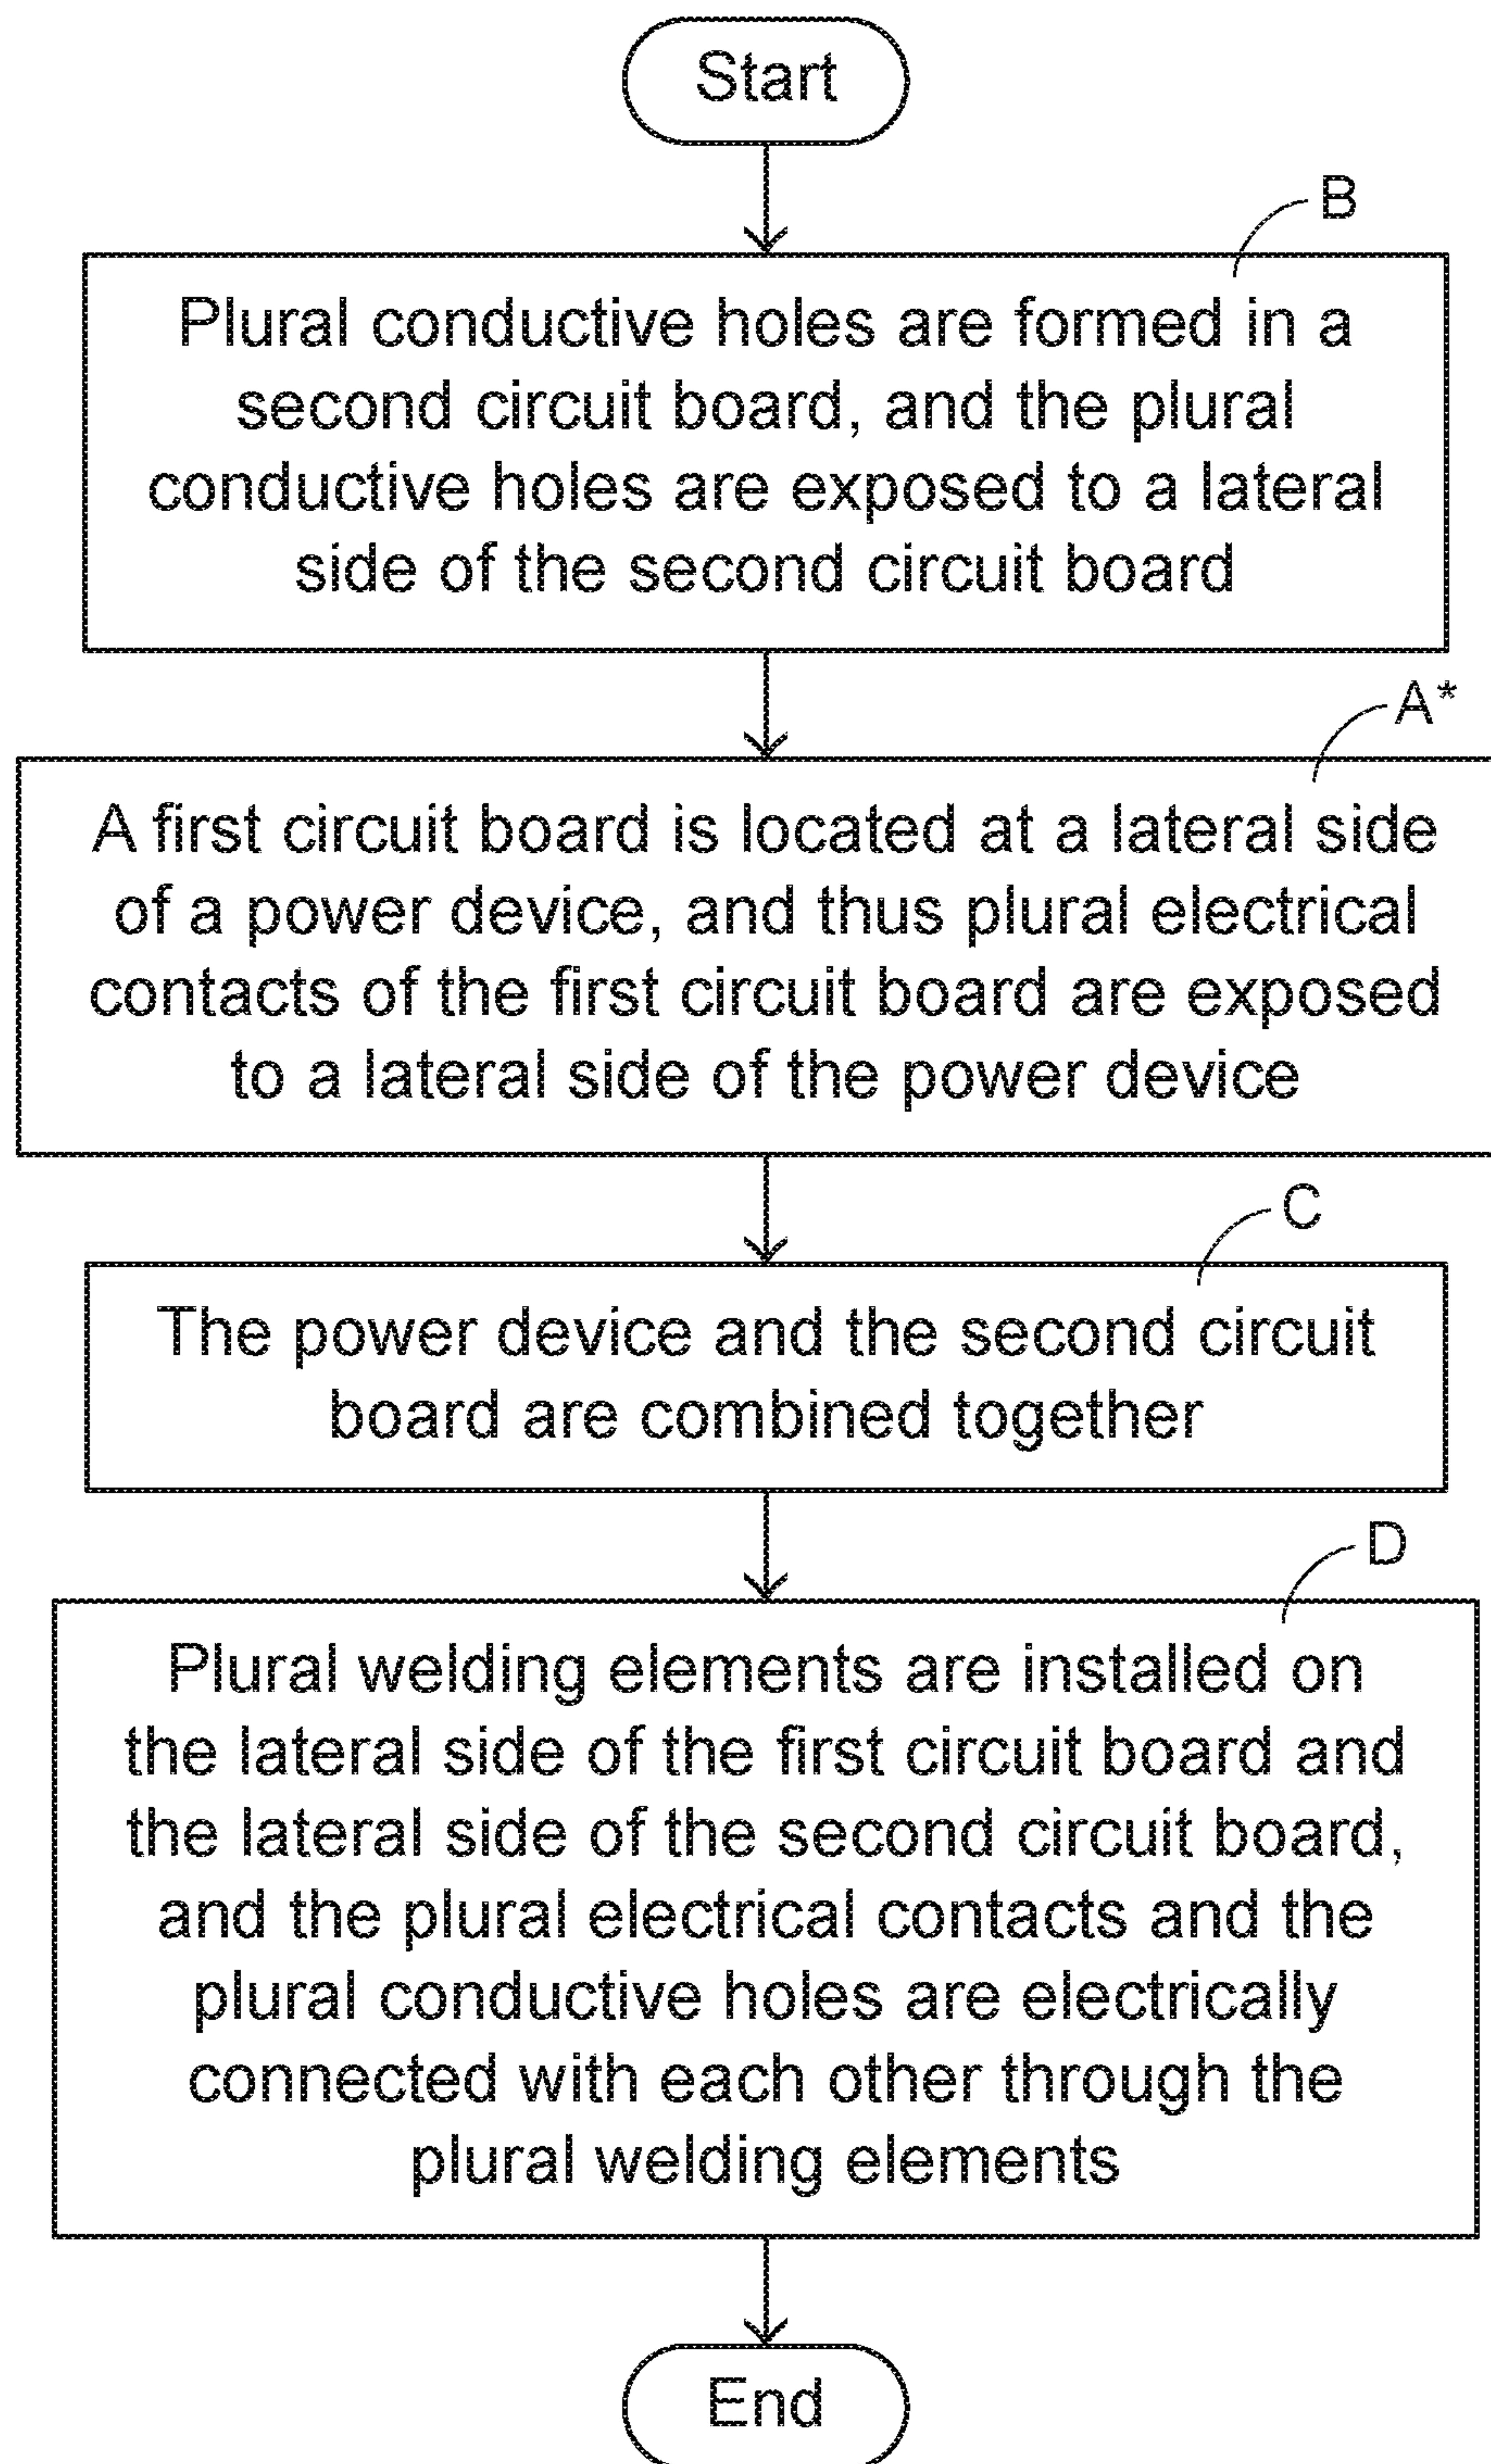 Start
B
Plural conductive holes are formed in a
second circuit board, and the plural
conductive holes are exposed to a lateral
side of the second circuit board
A*
A first circuit board is located at a lateral side
of a power device, and thus plural electrical
contacts of the first circuit board are exposed
to a lateral side of the power device
C
The power device and the second circuit
board are combined together
D
Plural welding elements are installed on
the lateral side of the first circuit board and
the lateral side of the second circuit board,
and the plural electrical contacts and the
plural conductive holes are electrically
connected with each other through the
plural welding elements
End